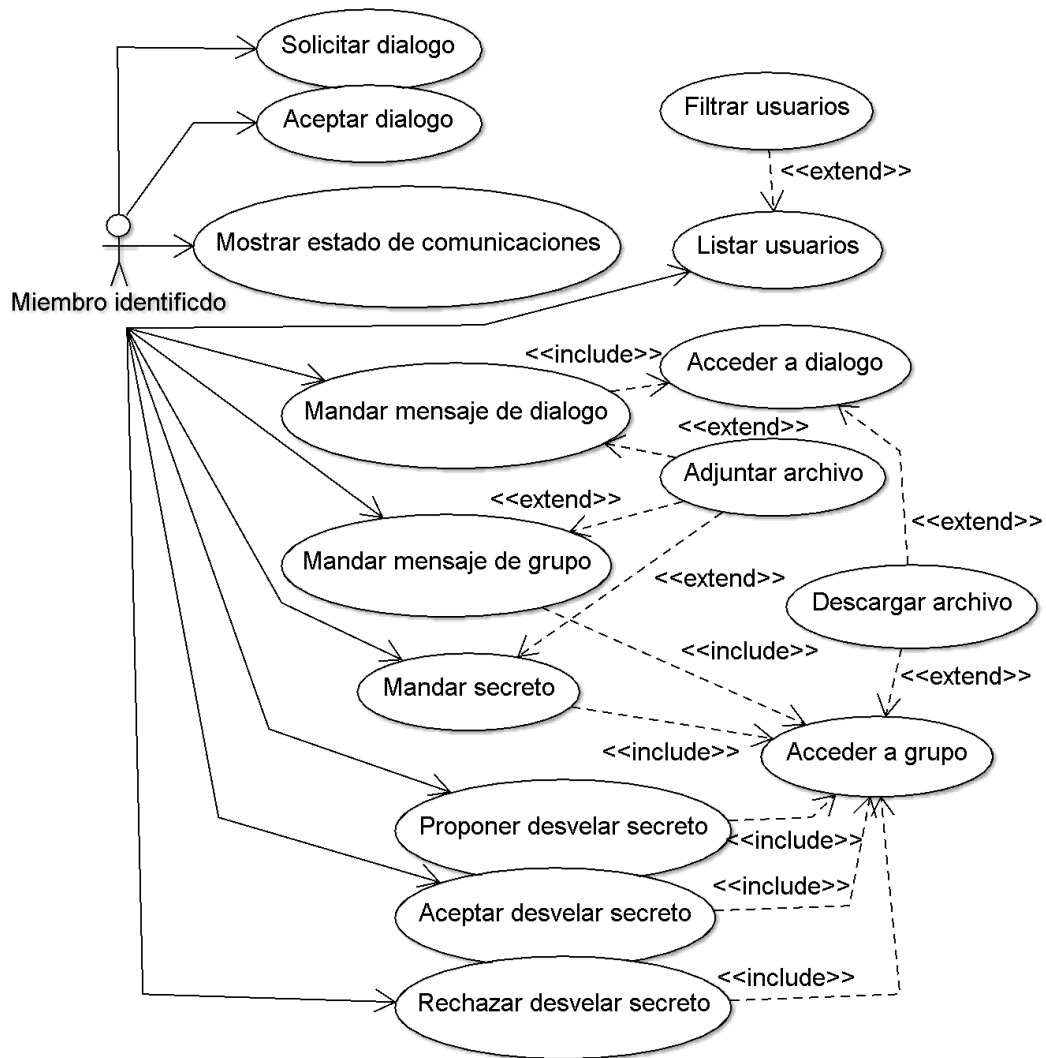 Solicitar dialogo
Aceptar dialogo
Filtrar usuarios
<<extend>>
Mostrar estado de comunicaciones
Listar usuarios
Miembro identificdo
<<include>>
Acceder a dialogo
Mandar mensaje de dialogo
<<extend>>
Adjuntar archivo
<<extend>>
<<extend>>
Mandar mensaje de grupo
<<extend>>
Descargar archivo
<<include>>
<<extend>>
Mandar secreto
<<include>>
Acceder a grupo
Proponer desvelar secreto
<<include>>
<<include>>
Aceptar desvelar secreto
<<include>>
Rechazar desvelar secreto